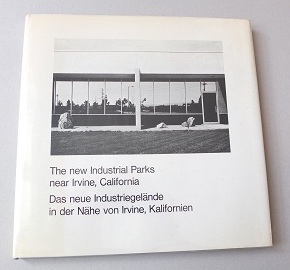 The new Industrial Parks
near Irvine, California
Das neue Industriegelände
in der Nähe von Irvine, Kalifornien